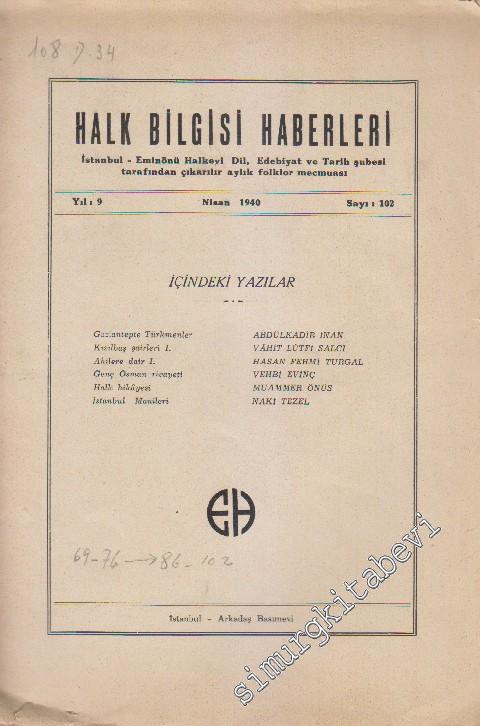 108 D. 34
HALK BİLGİSİ HABERLERİ
İstanbul - Eminönü Halkevi Dil, Edebiyat ve Tarih şubesi
tarafından çıkarılır aylık folklor mecmuası
Yıl: 9 Nisan 1940 Sayı: 102
İÇİNDEKİ YAZILAR
Gaziantepte Türkmenler ABDÜLKADİR İNAN
Kızılbaş şairleri I. VÂHİT LÛTFİ SALCI
Ahilere dair I. HASAN FEHMİ TURGAL
Genç Osman rivayeti VEHBİ EVİNÇ
Halk hikâyesi MUAMMER ÖNÜS
İstanbul Manileri NAKİ TEZEL
EH
69-76 → 86-102
İstanbul - Arkadaş Basımevi
simurgkitabevi